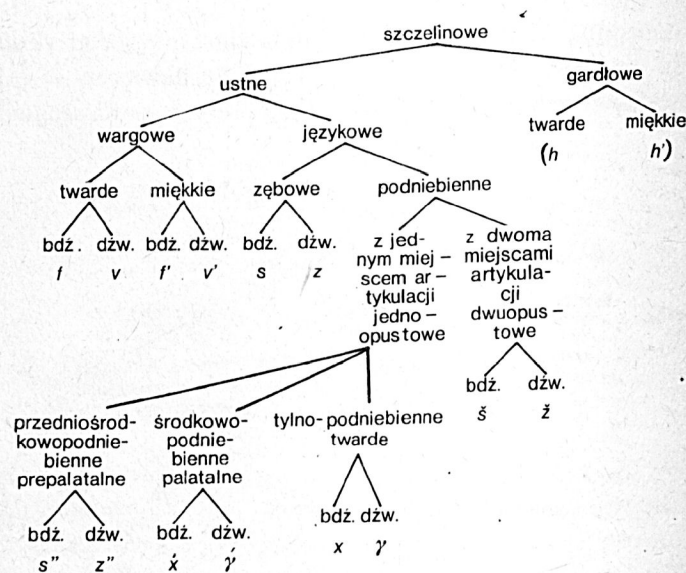 szczelinowe
ustne
gardłowe
wargowe
językowe
twarde miękkie
(h h')
twarde miękkie zębowe podniebienne
bdź. dźw. bdź. dźw. bdź. dźw.
f v f' v' s z
z jed-
nym miej-
scem ar-
tykulacji
jedno-
opustowe
z dwoma
miejscami
artykula-
cji
dwuopus-
towe
bdź. dźw.
š ž
przedniośrod-
kowopodnie-
bienne
prepalatalne
środkowo-
podnie-
bienne
palatalne
tylno-podniebienne
twarde
bdź. dźw. bdź. dźw. bdź. dźw.
s" z" x́ γ́ x γ